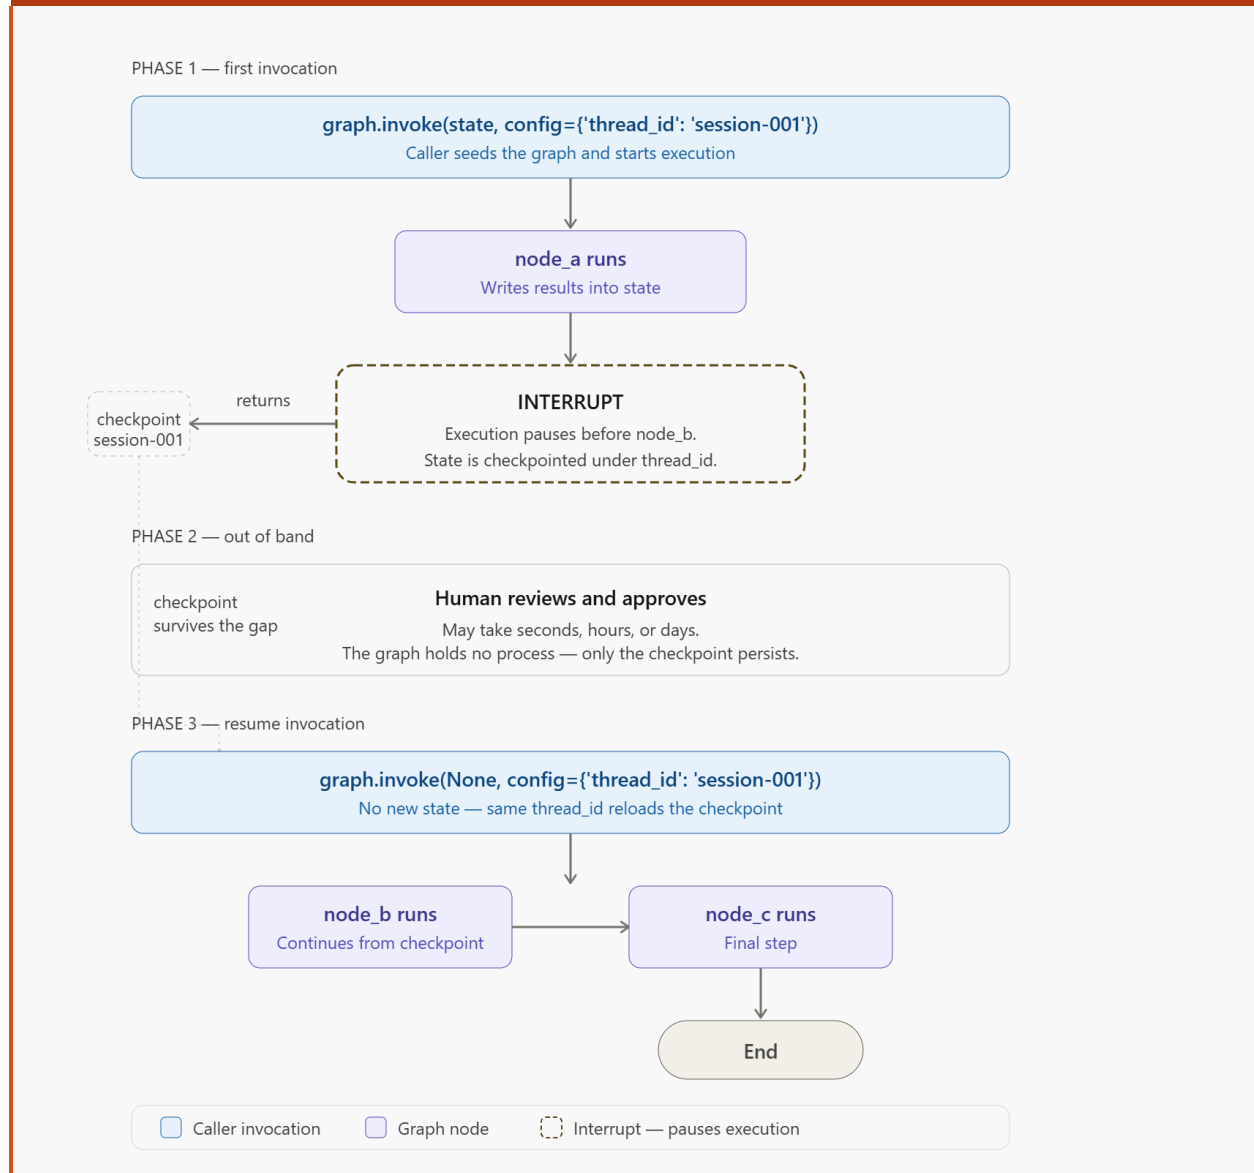 PHASE 1 — first invocation
graph.invoke(state, config={'thread_id': 'session-001'})
Caller seeds the graph and starts execution
node_a runs
Writes results into state
returns
checkpoint
session-001
INTERRUPT
Execution pauses before node_b.
State is checkpointed under thread_id.
PHASE 2 — out of band
checkpoint
survives the gap
Human reviews and approves
May take seconds, hours, or days.
The graph holds no process — only the checkpoint persists.
PHASE 3 — resume invocation
graph.invoke(None, config={'thread_id': 'session-001'})
No new state — same thread_id reloads the checkpoint
node_b runs
Continues from checkpoint
node_c runs
Final step
End
Caller invocation
Graph node
Interrupt — pauses execution